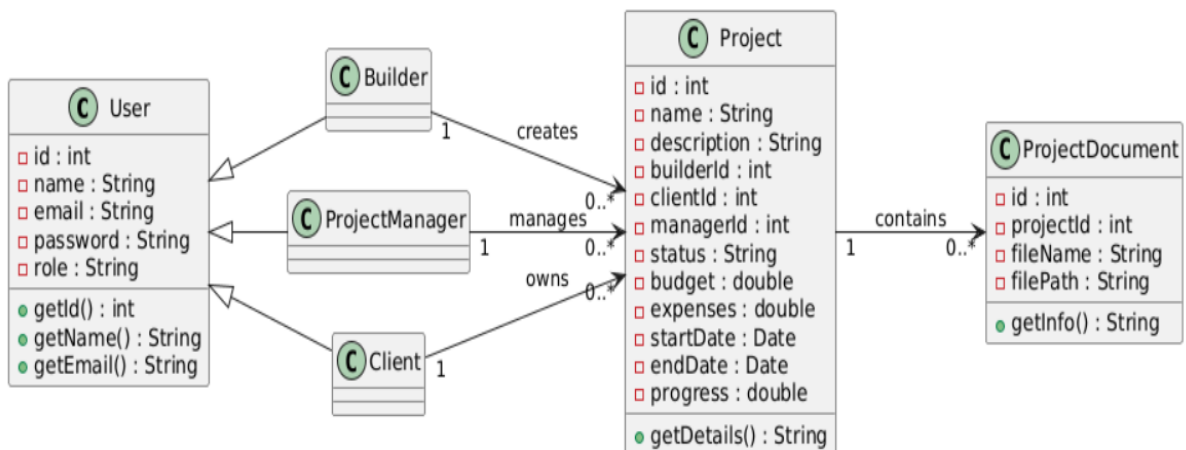 C User
id : int
name : String
email : String
password : String
role : String
getId() : int
getName() : String
getEmail() : String
C Builder
C ProjectManager
C Client
1
creates
0..*
1
manages
0..*
1
owns
0..*
C Project
id : int
name : String
description : String
builderId : int
clientId : int
managerId : int
status : String
budget : double
expenses : double
startDate : Date
endDate : Date
progress : double
getDetails() : String
1
contains
0..*
C ProjectDocument
id : int
projectId : int
fileName : String
filePath : String
getInfo() : String